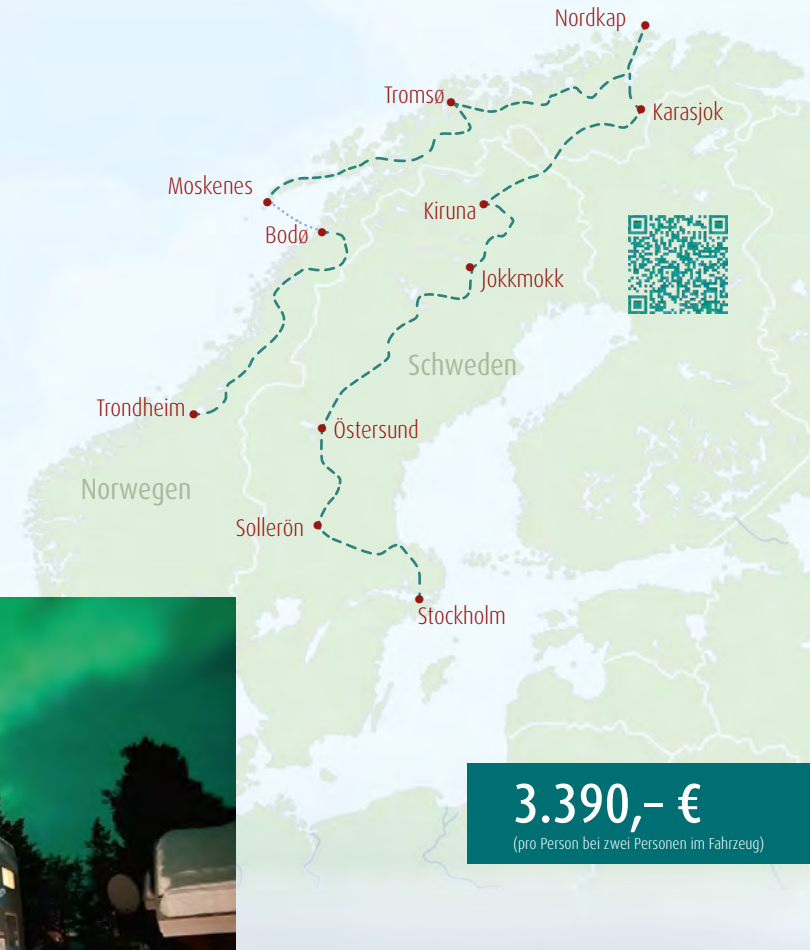 Nordkap
Tromsø
Karasjok
Moskenes
Kiruna
Bodø
Jokkmokk
Schweden
Trondheim
Östersund
Norwegen
Sollerön
Stockholm
3.390,– €
(pro Person bei zwei Personen im Fahrzeug)